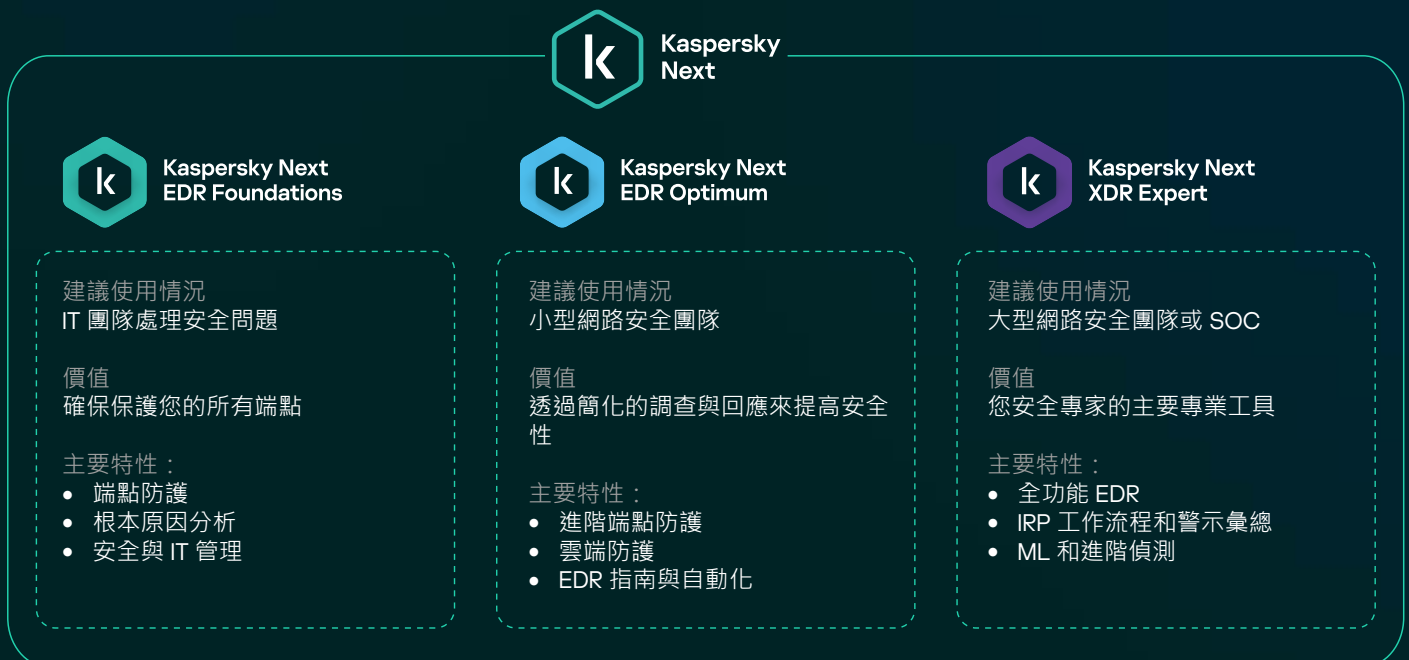 Kaspersky
Next
Kaspersky Next
EDR Foundations
建議使用情況
IT 團隊處理安全問題
價值
確保保護您的所有端點
主要特性：
• 端點防護
• 根本原因分析
• 安全與 IT 管理
Kaspersky Next
EDR Optimum
建議使用情況
小型網路安全團隊
價值
透過簡化的調查與回應來提高安全
性
主要特性：
• 進階端點防護
• 雲端防護
• EDR 指南與自動化
Kaspersky Next
XDR Expert
建議使用情況
大型網路安全團隊或 SOC
價值
您安全專家的主要專業工具
主要特性：
• 全功能 EDR
• IRP 工作流程和警示彙總
• ML 和進階偵測